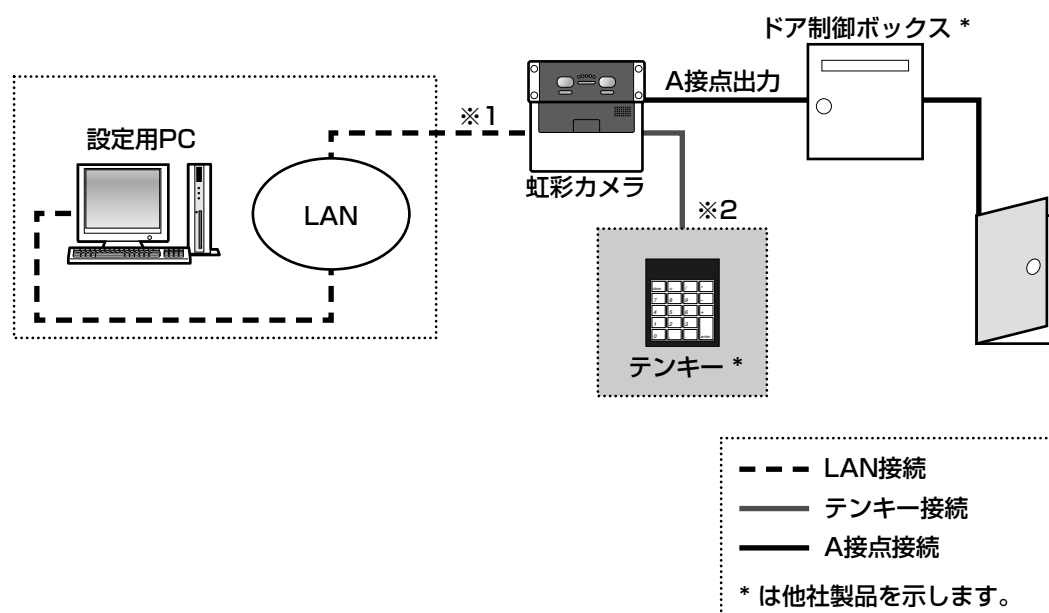 ドア制御ボックス *
A接点出力
※1
設定用PC
LAN
虹彩カメラ
※2
テンキー *
LAN接続
テンキー接続
A接点接続
* は他社製品を示します。